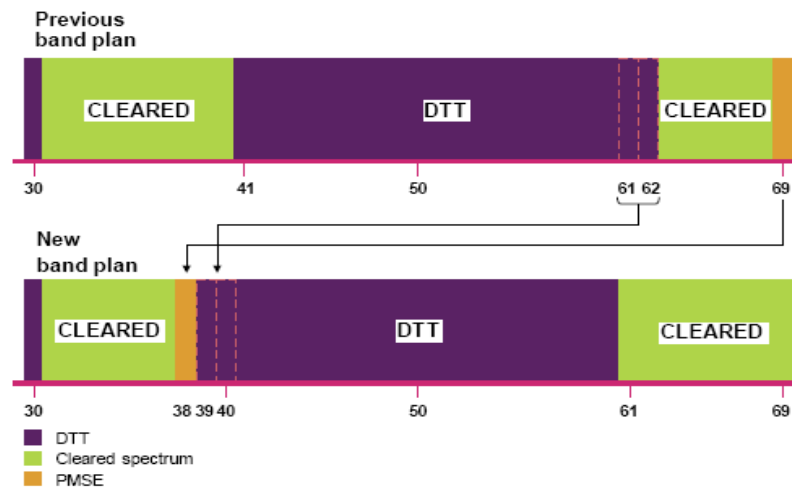 Previous
band plan
CLEARED DTT CLEARED
30 41 50 61 62 69
New
band plan
CLEARED DTT CLEARED
30 38 39 40 50 61 69
DTT
Cleared spectrum
PMSE